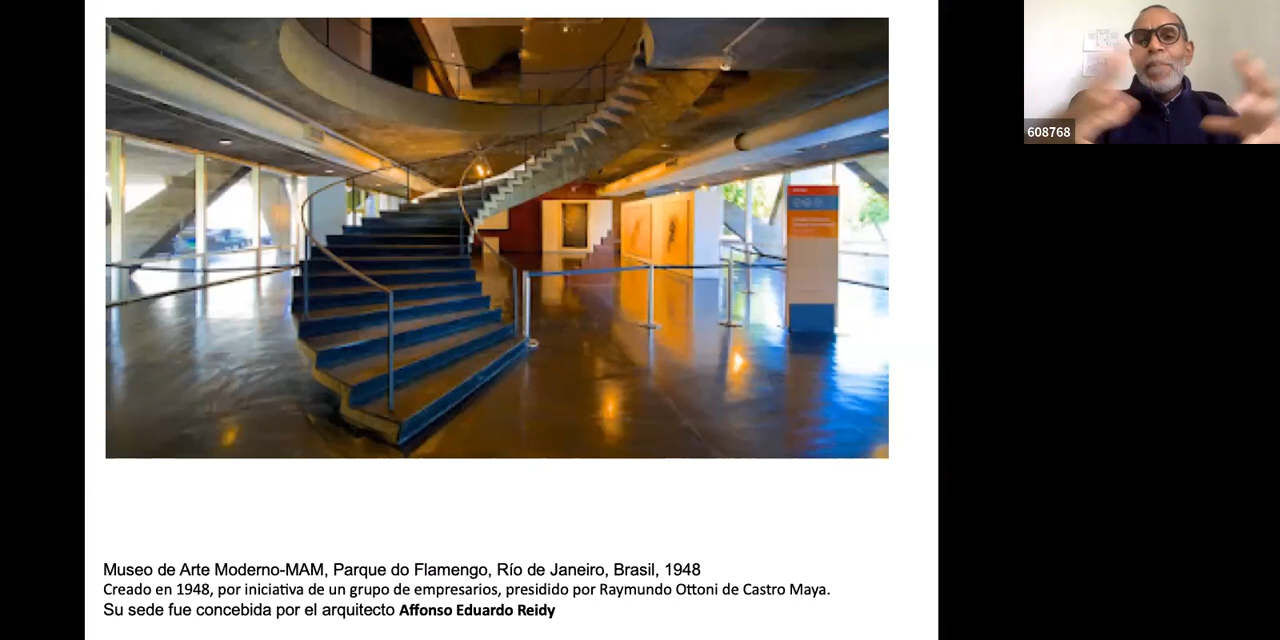 608768
Museo de Arte Moderno-MAM, Parque do Flamengo, Río de Janeiro, Brasil, 1948
Creado en 1948, por iniciativa de un grupo de empresarios, presidido por Raymundo Ottoni de Castro Maya.
Su sede fue concebida por el arquitecto Affonso Eduardo Reidy